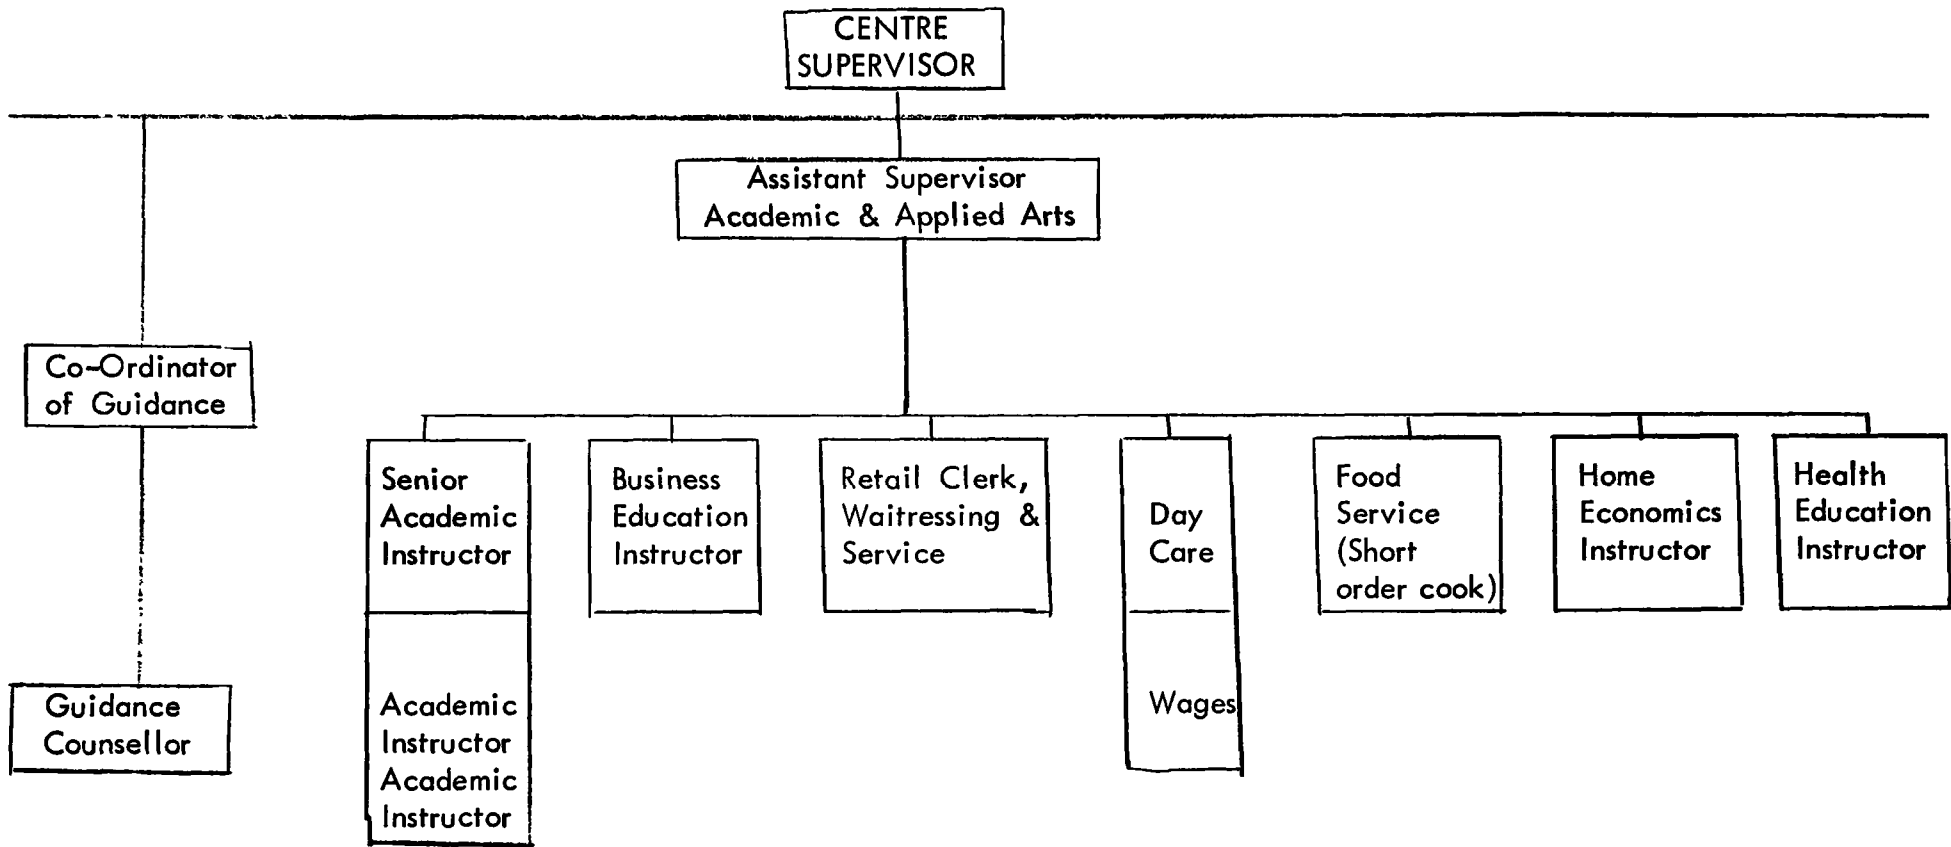 CENTRE
SUPERVISOR
Assistant Supervisor
Academic & Applied Arts
Co-Ordinator
of Guidance
Guidance
Counsellor
Senior
Academic
Instructor
Academic
Instructor
Academic
Instructor
Business
Education
Instructor
Retail Clerk,
Waitressing &
Service
Day
Care
Wages
Food
Service
(Short
order cook)
Home
Economics
Instructor
Health
Education
Instructor